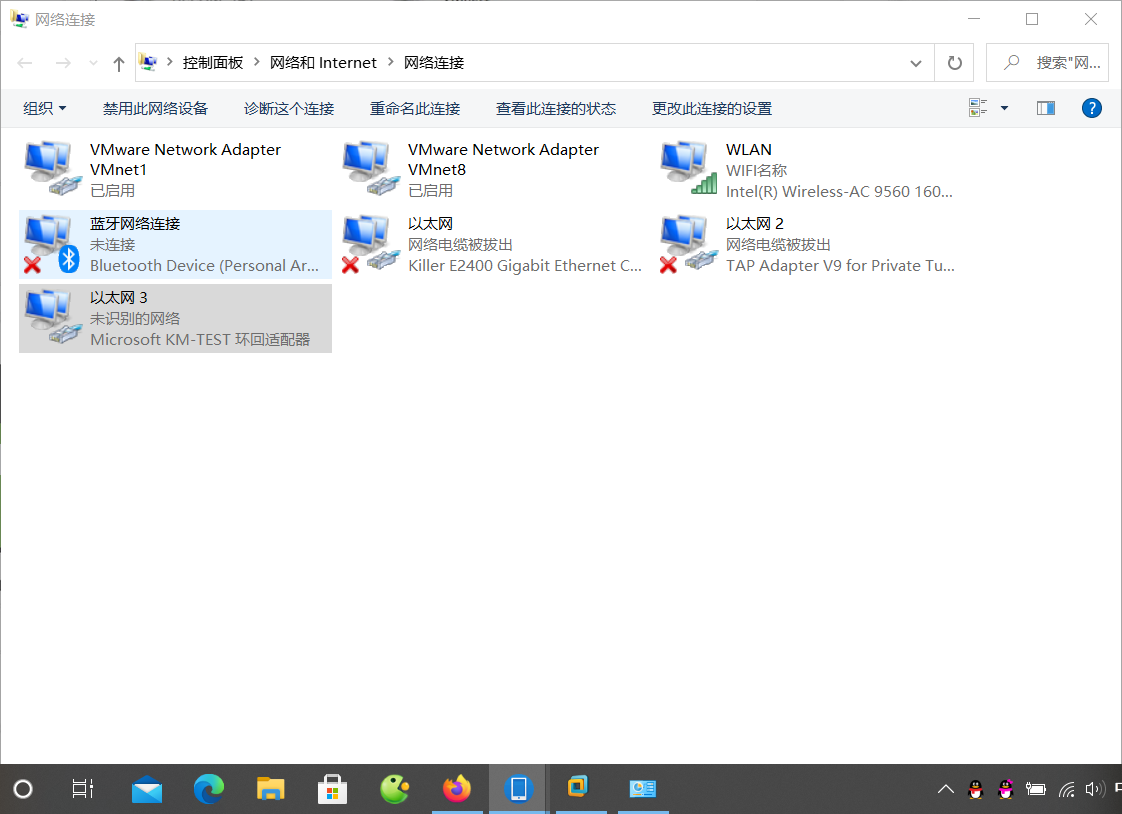 网络连接
控制面板 网络和 Internet 网络连接
搜索"网...
组织 禁用此网络设备 诊断这个连接 重命名此连接 查看此连接的状态 更改此连接的设置
VMware Network Adapter
VMnet1
已启用
VMware Network Adapter
VMnet8
已启用
WLAN
WIFI名称
Intel(R) Wireless-AC 9560 160...
蓝牙网络连接
未连接
Bluetooth Device (Personal Ar...
以太网
网络电缆被拔出
Killer E2400 Gigabit Ethernet C...
以太网 2
网络电缆被拔出
TAP Adapter V9 for Private Tu...
以太网 3
未识别的网络
Microsoft KM-TEST 环回适配器